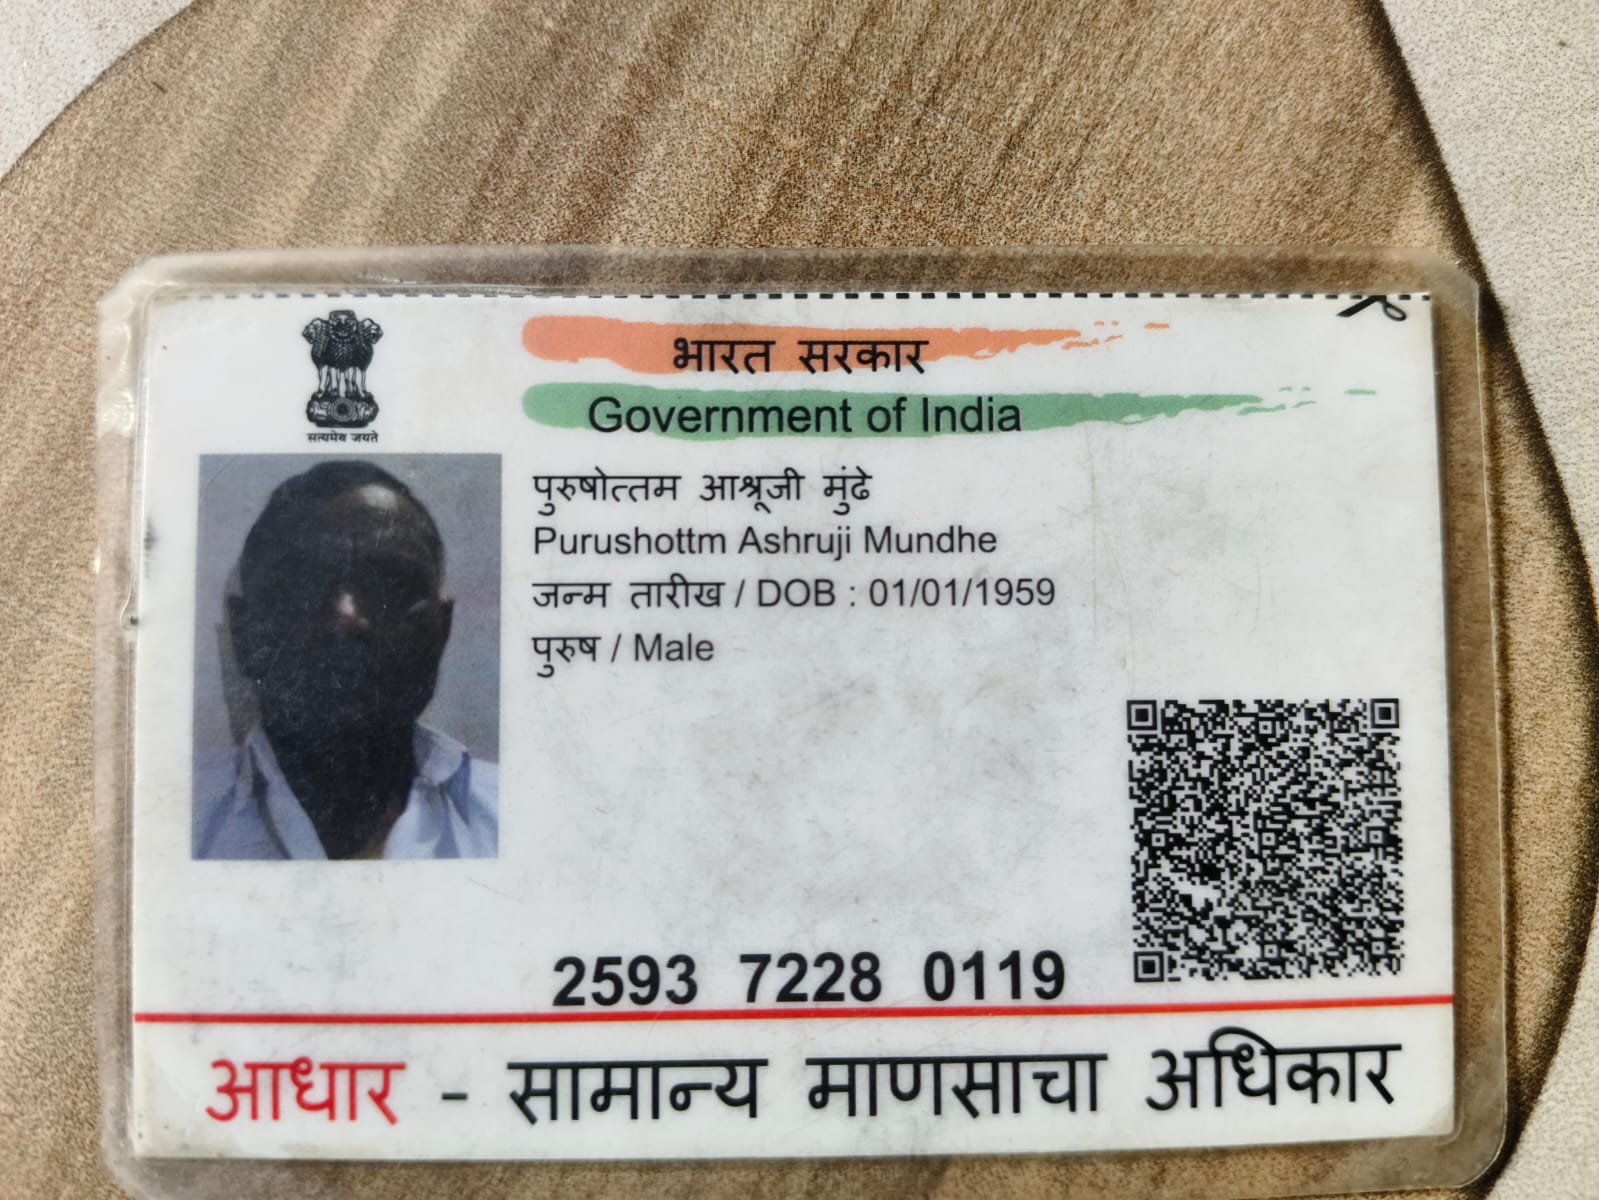 सत्यमेव जयते
भारत सरकार
Government of India
पुरुषोत्तम आश्रूजी मुंढे
Purushottm Ashruji Mundhe
जन्म तारीख / DOB : 01/01/1959
पुरुष / Male
2593 7228 0119
आधार - सामान्य माणसाचा अधिकार